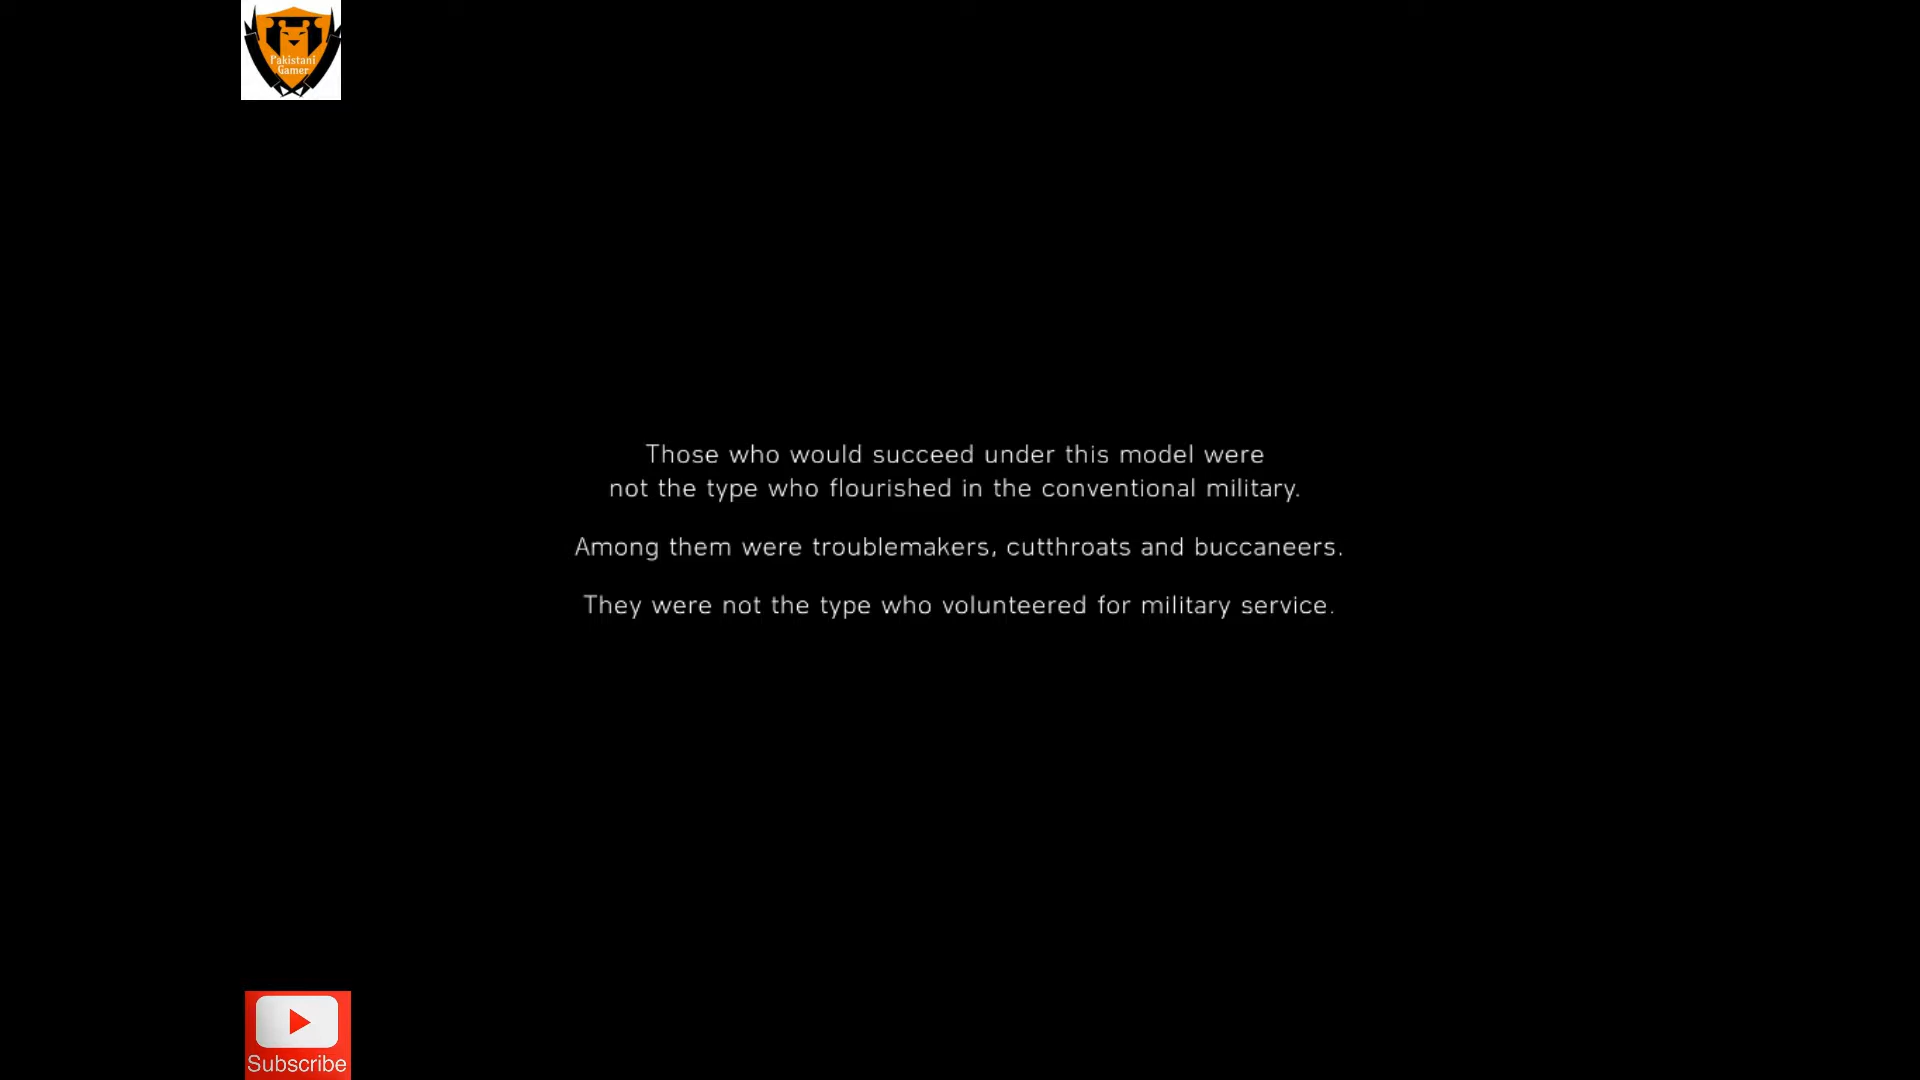 Pakistani
Gamer
Those who would succeed under this model were
not the type who flourished in the conventional military.
Among them were troublemakers, cutthroats and buccaneers.
They were not the type who volunteered for military service.
Subscribe